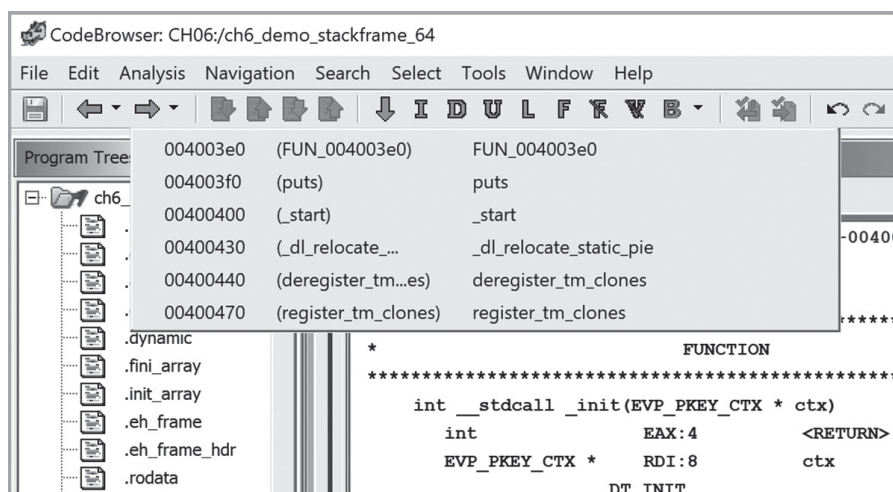 CodeBrowser: CH06:/ch6_demo_stackframe_64
File Edit Analysis Navigation Search Select Tools Window Help
I D U L F B
004003e0 (FUN_004003e0) FUN_004003e0
004003f0 (puts) puts
00400400 (_start) _start
00400430 (_dl_relocate_... _dl_relocate_static_pie
00400440 (deregister_tm...es) deregister_tm_clones
00400470 (register_tm_clones) register_tm_clones
Program Tree
ch6_
.dynamic
.fini_array
.init_array
.eh_frame
.eh_frame_hdr
.rodata
-0040
****
* FUNCTION
************************************************
int __stdcall _init(EVP_PKEY_CTX * ctx)
int EAX:4 <RETURN>
EVP_PKEY_CTX * RDI:8 ctx
DT_INIT